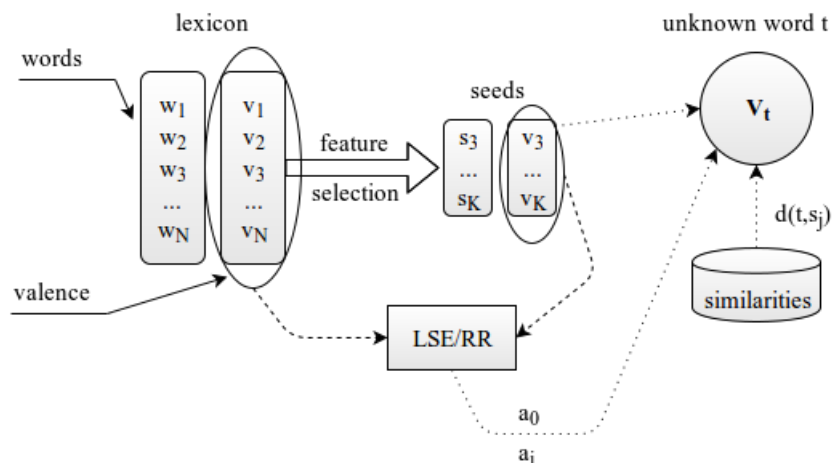 lexicon
unknown word t
words
seeds
w1
w2
w3
...
wN
v1
v2
v3
...
vN
feature
selection
s3
...
sK
v3
...
vK
Vt
d(t,sj)
valence
similarities
LSE/RR
a0
ai